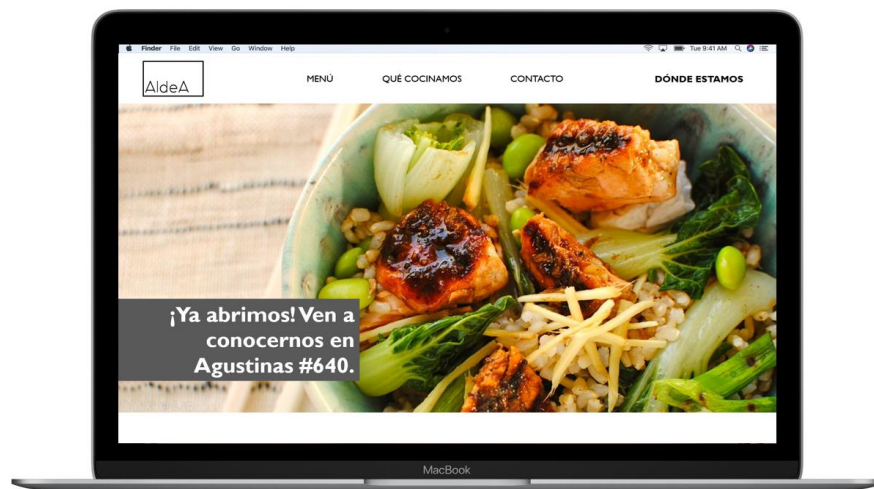 Finder File Edit View Go Window Help
Tue 9:41 AM
AldeA
MENÚ
QUÉ COCINAMOS
CONTACTO
DÓNDE ESTAMOS
¡Ya abrimos! Ven a
conocernos en
Agustinas #640.
MacBook